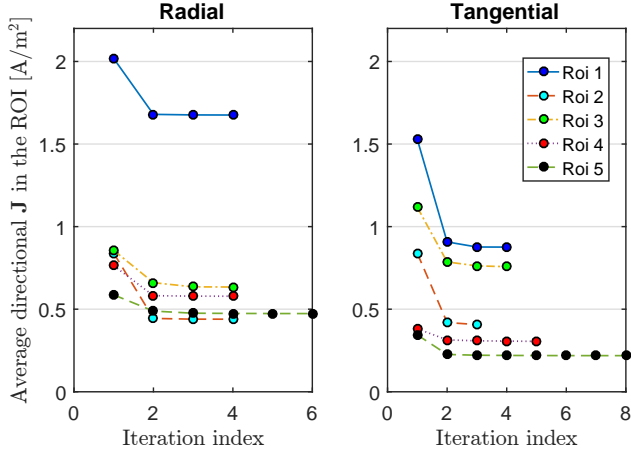 Radial
Tangential
Average directional J in the ROI [A/m²]
2
1.5
1
0.5
0
0 2 4 6
Iteration index
2
1.5
1
0.5
0
0 2 4 6 8
Iteration index
Roi 1
Roi 2
Roi 3
Roi 4
Roi 5